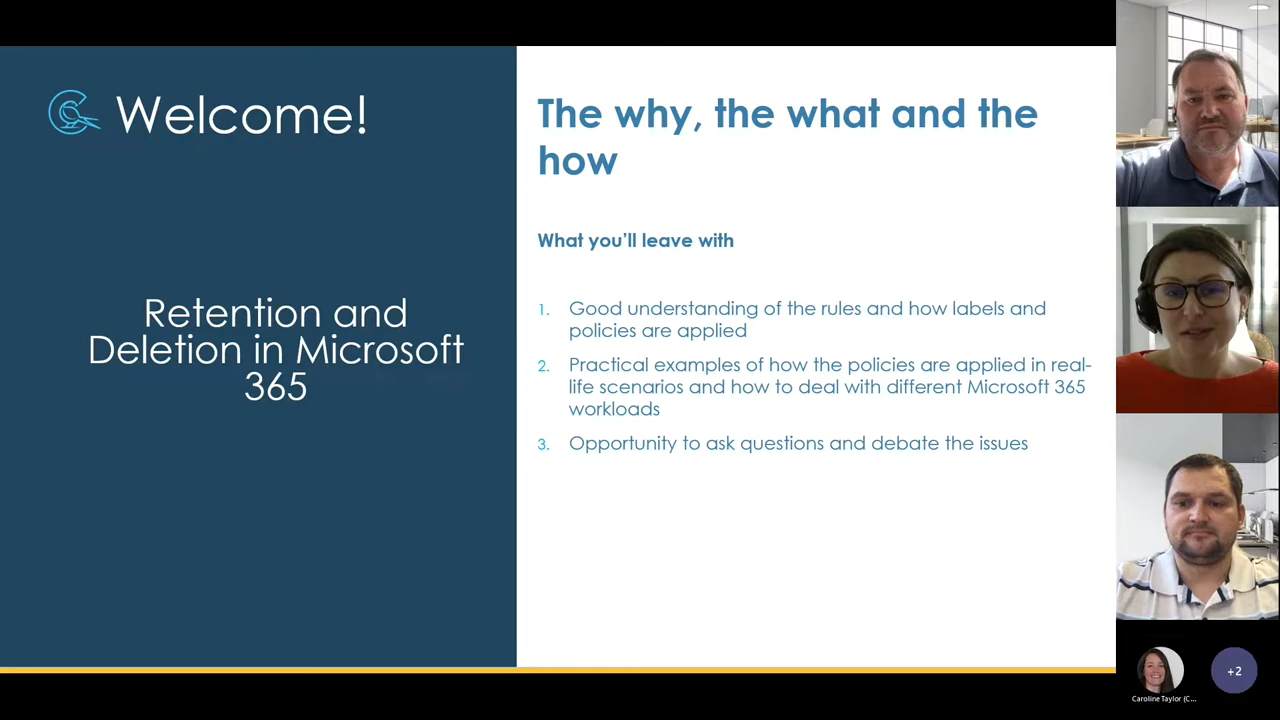 Welcome!
Retention and
Deletion in Microsoft
365
The why, the what and the
how
What you’ll leave with
1. Good understanding of the rules and how labels and
policies are applied
2. Practical examples of how the policies are applied in real-
life scenarios and how to deal with different Microsoft 365
workloads
3. Opportunity to ask questions and debate the issues
Caroline Taylor (C...
+2